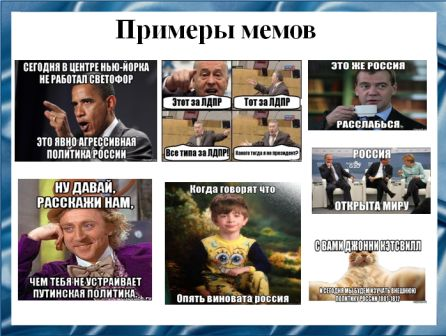 Примеры мемов
СЕГОДНЯ В ЦЕНТРЕ НЬЮ-ЙОРКА
НЕ РАБОТАЛ СВЕТОФОР
ЭТО ЯВНО АГРЕССИВНАЯ
ПОЛИТИКА РОССИИ
Этот за ЛДПР
Тот за ЛДПР
Все типа за ЛДПР!
Какого тогда я не президент?
ЭТО ЖЕ РОССИЯ
РАССЛАБЬСЯ
РОССИЯ
ОТКРЫТА МИРУ
НУ ДАВАЙ,
РАССКАЖИ НАМ,
ЧЕМ ТЕБЯ НЕ УСТРАИВАЕТ
ПУТИНСКАЯ ПОЛИТИКА.
Когда говорят что
Опять виновата россия
С ВАМИ ДЖОННИ КЭТСВИЛЛ
И СЕГОДНЯ МЫ БУДЕМ ИЗУЧАТЬ ВНЕШНЮЮ
ПОЛИТИКУ РОССИИ 1801-1812